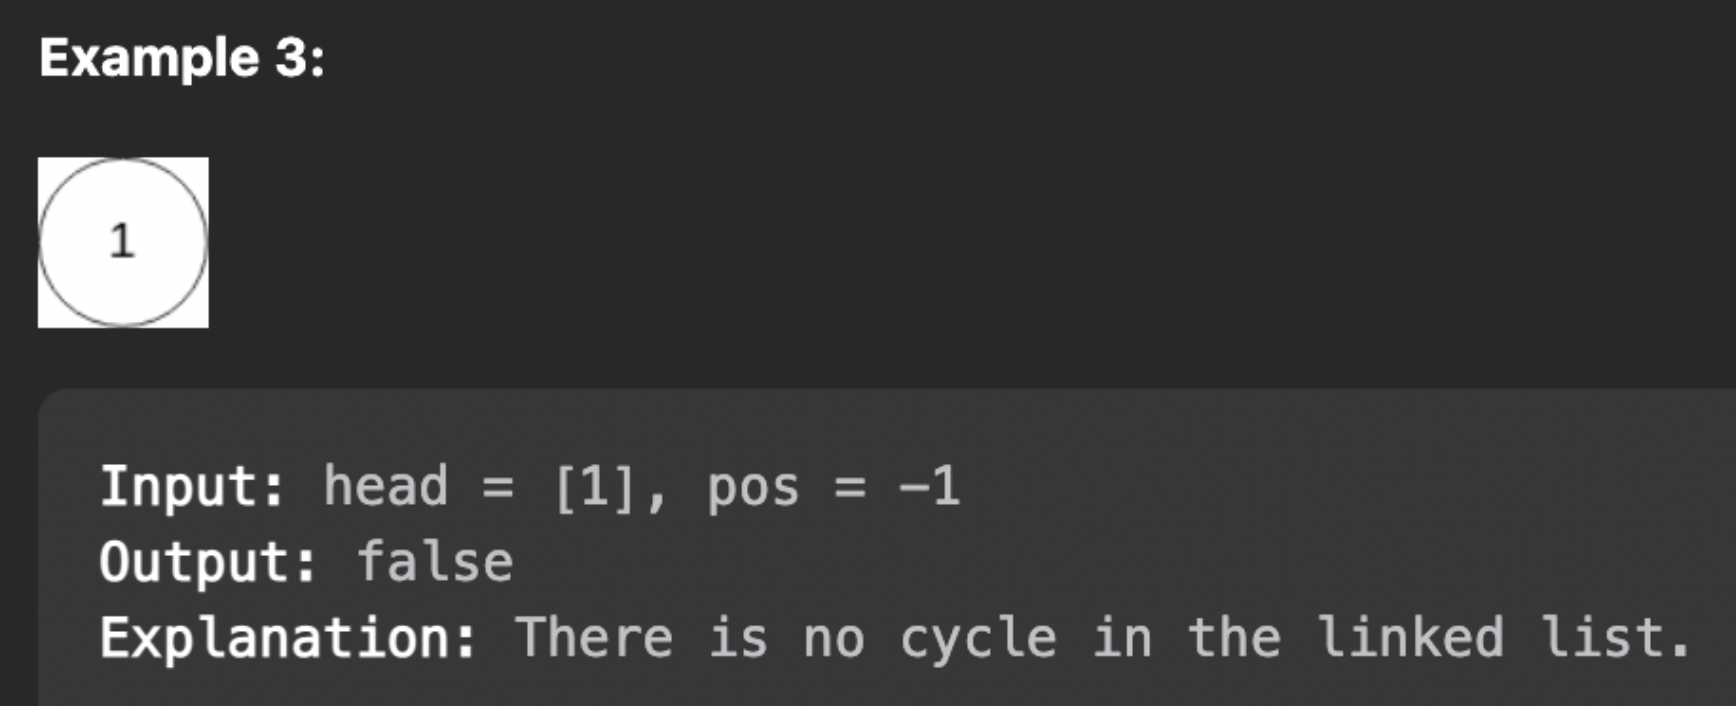 Example 3:
1
Input: head = [1], pos = -1
Output: false
Explanation: There is no cycle in the linked list.